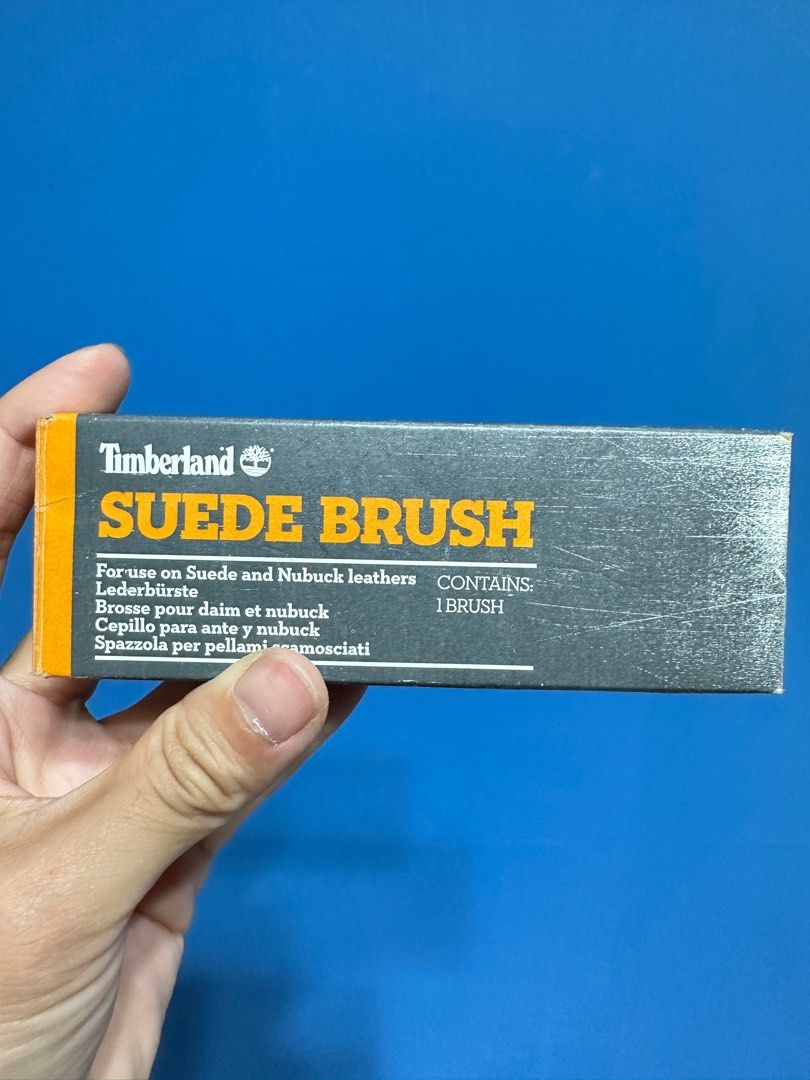 Timberland
SUEDE BRUSH
For use on Suede and Nubuck leathers
Lederbürste
Brosse pour daim et nubuck
Cepillo para ante y nubuck
Spazzola per pellami scamosciati
CONTAINS:
1 BRUSH